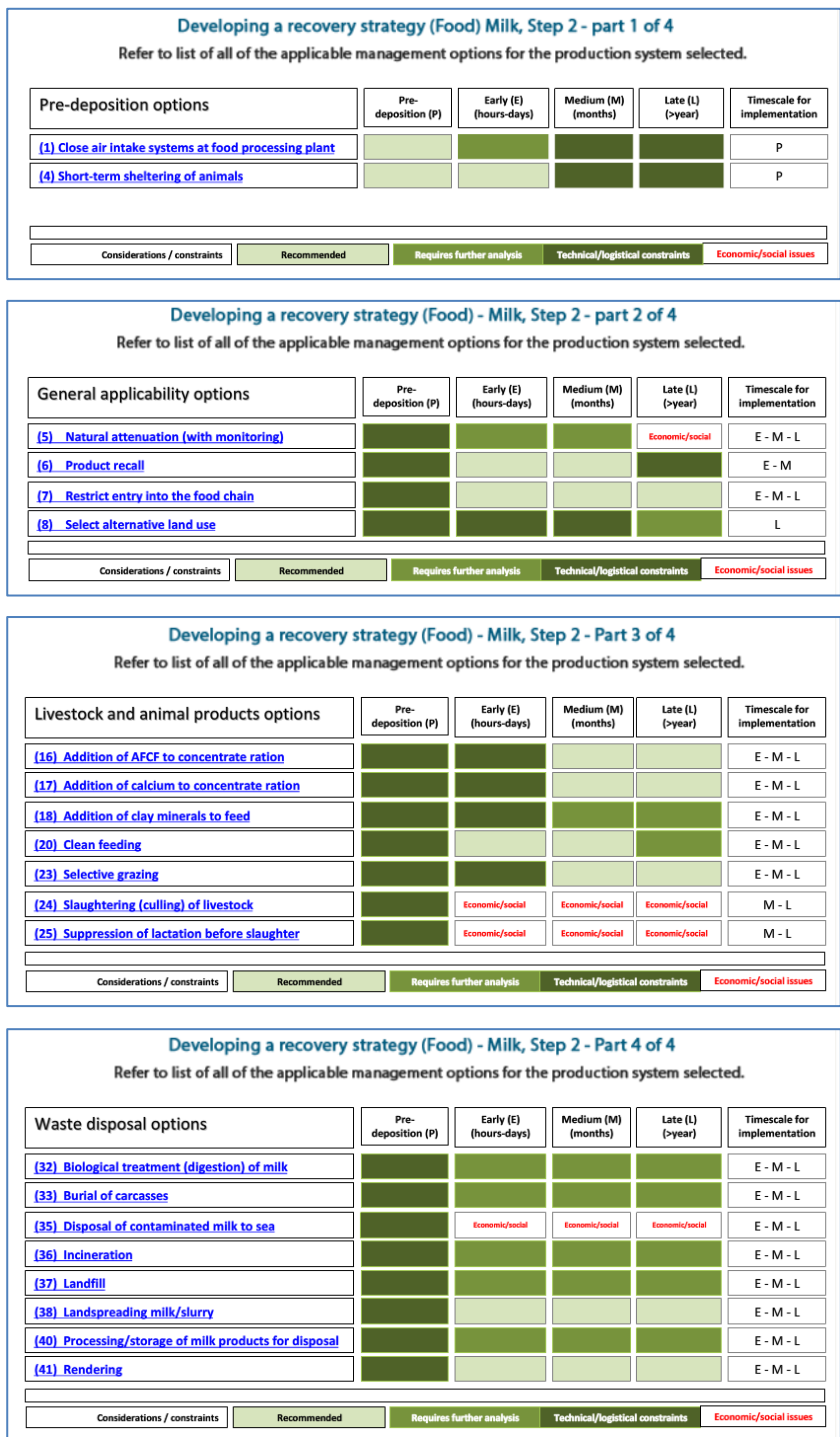 Developing a recovery strategy (Food) Milk, Step 2 - part 1 of 4
Refer to list of all of the applicable management options for the production system selected.
Pre-deposition options
Pre-
deposition (P)
Early (E)
(hours-days)
Medium (M)
(months)
Late (L)
(>year)
Timescale for
implementation
(1) Close air intake systems at food processing plant
P
(4) Short-term sheltering of animals
P
Considerations / constraints
Recommended
Requires further analysis
Technical/logistical constraints
Economic/social issues
Developing a recovery strategy (Food) - Milk, Step 2 - part 2 of 4
Refer to list of all of the applicable management options for the production system selected.
General applicability options
Pre-
deposition (P)
Early (E)
(hours-days)
Medium (M)
(months)
Late (L)
(>year)
Timescale for
implementation
(5) Natural attenuation (with monitoring)
Economic/social
E - M - L
(6) Product recall
E - M
(7) Restrict entry into the food chain
E - M - L
(8) Select alternative land use
L
Considerations / constraints
Recommended
Requires further analysis
Technical/logistical constraints
Economic/social issues
Developing a recovery strategy (Food) - Milk, Step 2 - Part 3 of 4
Refer to list of all of the applicable management options for the production system selected.
Livestock and animal products options
Pre-
deposition (P)
Early (E)
(hours-days)
Medium (M)
(months)
Late (L)
(>year)
Timescale for
implementation
(16) Addition of AFCF to concentrate ration
E - M - L
(17) Addition of calcium to concentrate ration
E - M - L
(18) Addition of clay minerals to feed
E - M - L
(20) Clean feeding
E - M - L
(23) Selective grazing
E - M - L
(24) Slaughtering (culling) of livestock
Economic/social
Economic/social
Economic/social
M - L
(25) Suppression of lactation before slaughter
Economic/social
Economic/social
Economic/social
M - L
Considerations / constraints
Recommended
Requires further analysis
Technical/logistical constraints
Economic/social issues
Developing a recovery strategy (Food) - Milk, Step 2 - Part 4 of 4
Refer to list of all of the applicable management options for the production system selected.
Waste disposal options
Pre-
deposition (P)
Early (E)
(hours-days)
Medium (M)
(months)
Late (L)
(>year)
Timescale for
implementation
(32) Biological treatment (digestion) of milk
E - M - L
(33) Burial of carcasses
E - M - L
(35) Disposal of contaminated milk to sea
Economic/social
Economic/social
Economic/social
E - M - L
(36) Incineration
E - M - L
(37) Landfill
E - M - L
(38) Landspreading milk/slurry
E - M - L
(40) Processing/storage of milk products for disposal
E - M - L
(41) Rendering
E - M - L
Considerations / constraints
Recommended
Requires further analysis
Technical/logistical constraints
Economic/social issues